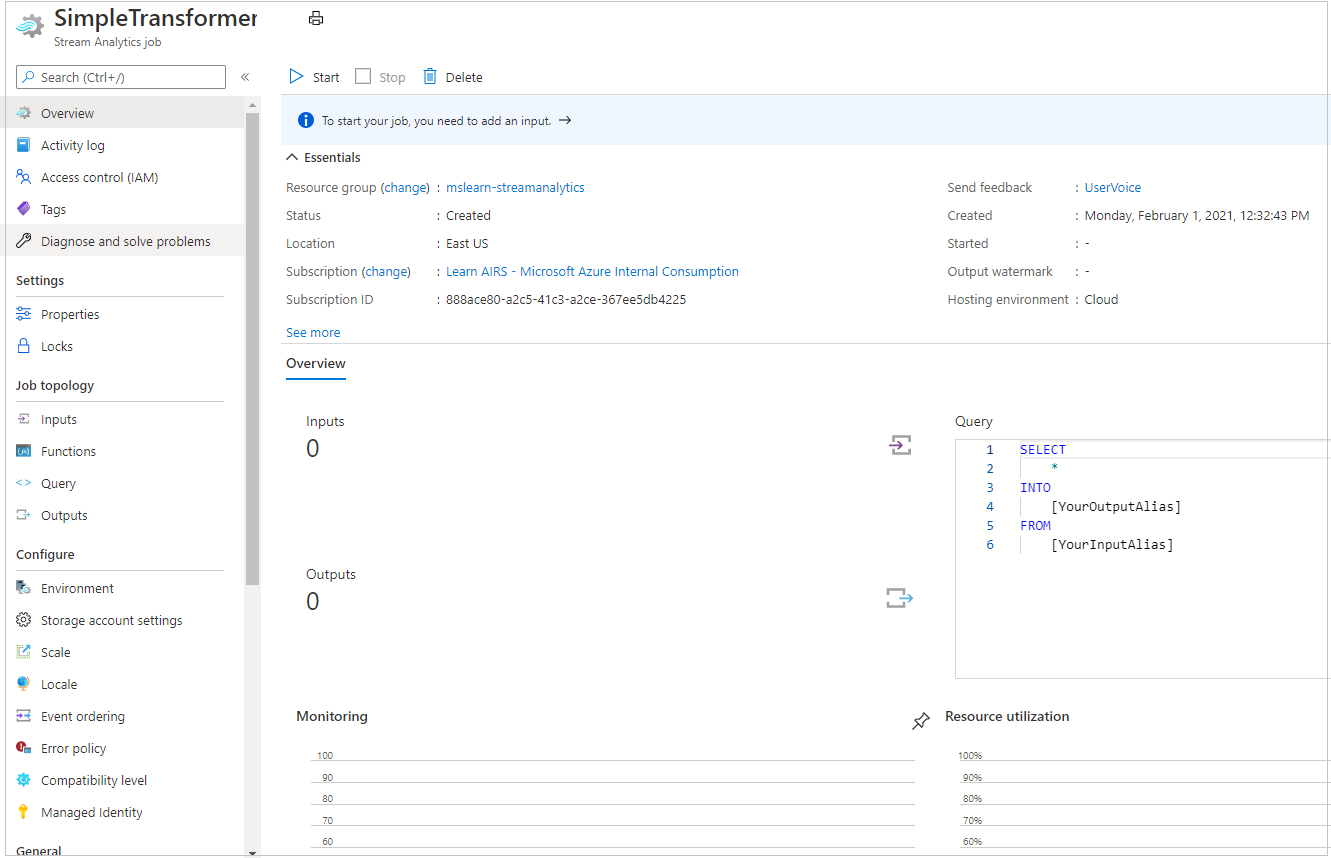 SimpleTransformer
Stream Analytics job
Search (Ctrl+/)
«
Overview
Activity log
Access control (IAM)
Tags
Diagnose and solve problems
Settings
Properties
Locks
Job topology
Inputs
Functions
Query
Outputs
Configure
Environment
Storage account settings
Scale
Locale
Event ordering
Error policy
Compatibility level
Managed Identity
General
Start Stop Delete
To start your job, you need to add an input. →
Essentials
Resource group (change) : mslearn-streamanalytics
Status : Created
Location : East US
Subscription (change) : Learn AIRS - Microsoft Azure Internal Consumption
Subscription ID : 888ace80-a2c5-41c3-a2ce-367ee5db4225
See more
Send feedback : UserVoice
Created : Monday, February 1, 2021, 12:32:43 PM
Started : -
Output watermark : -
Hosting environment : Cloud
Overview
Inputs
0
Outputs
0
Query
1 SELECT
2 *
3 INTO
4 [YourOutputAlias]
5 FROM
6 [YourInputAlias]
Monitoring
100
90
80
70
60
Resource utilization
100%
90%
80%
70%
60%